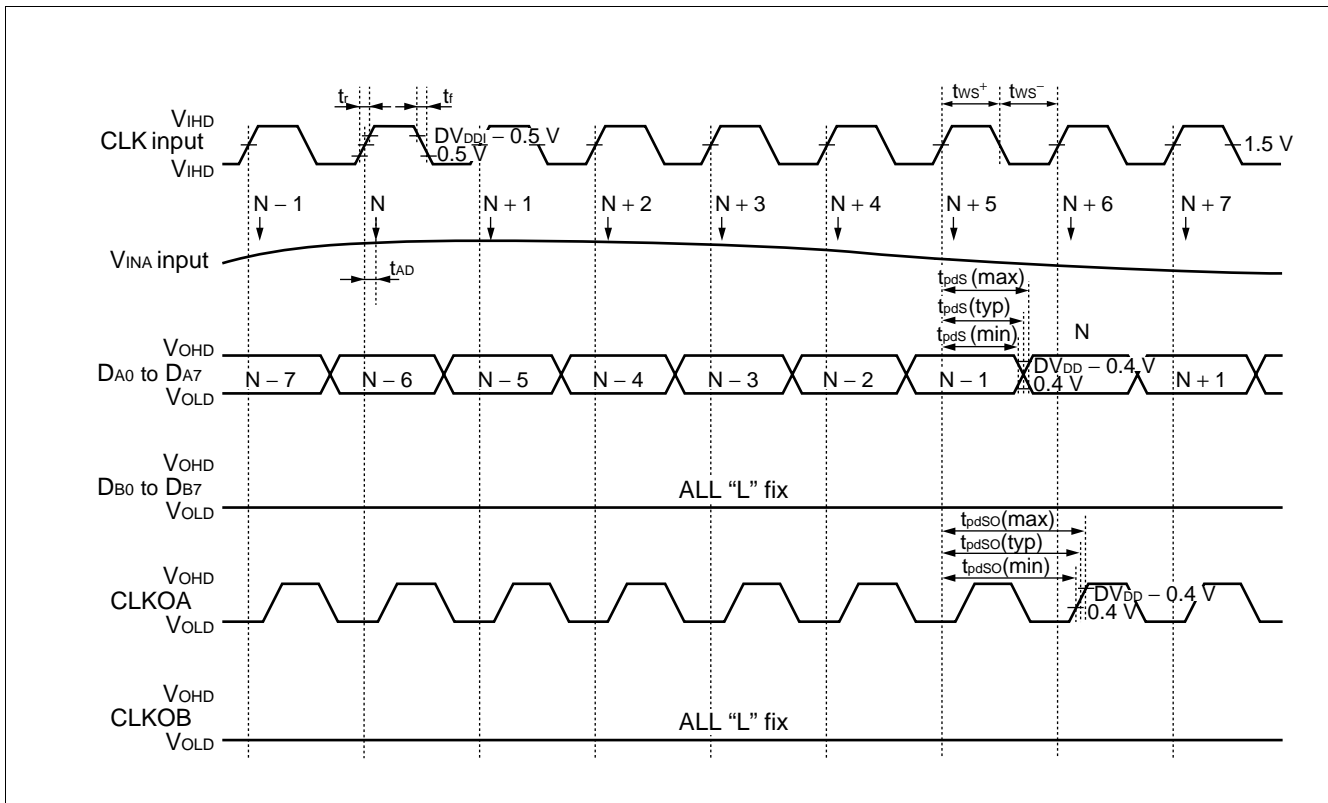 tr
tf
tWS+
tWS−
VIHD
CLK input
VIHD
DVDDI − 0.5 V
0.5 V
1.5 V
N − 1
N
N + 1
N + 2
N + 3
N + 4
N + 5
N + 6
N + 7
VINA input
tAD
tpdS (max)
tpdS (typ)
tpdS (min)
N
VOHD
DA0 to DA7
VOLD
N − 7
N − 6
N − 5
N − 4
N − 3
N − 2
N − 1
DVDD − 0.4 V
0.4 V
N + 1
VOHD
DB0 to DB7
VOLD
ALL “L” fix
tpdSO(max)
tpdSO(typ)
tpdSO(min)
VOHD
CLKOA
VOLD
DVDD − 0.4 V
0.4 V
VOHD
CLKOB
VOLD
ALL “L” fix